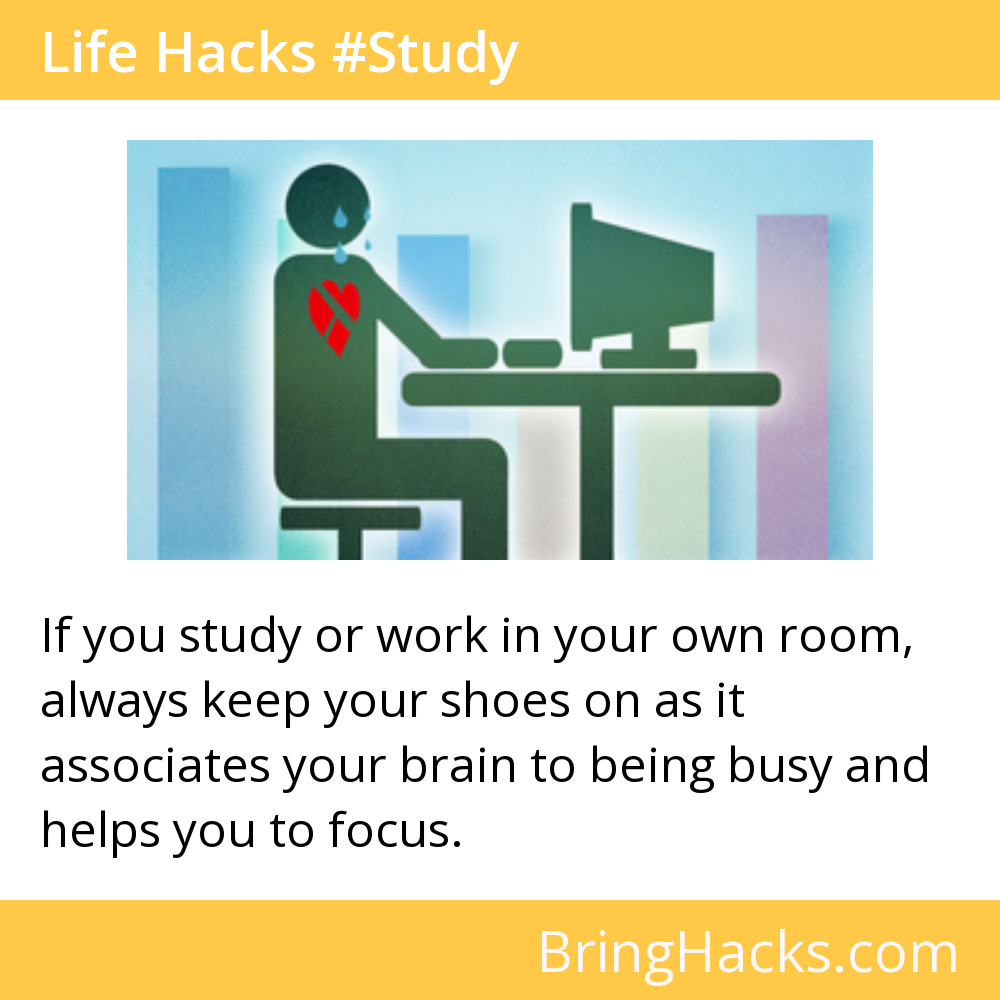 Life Hacks #Study
If you study or work in your own room,
always keep your shoes on as it
associates your brain to being busy and
helps you to focus.
BringHacks.com